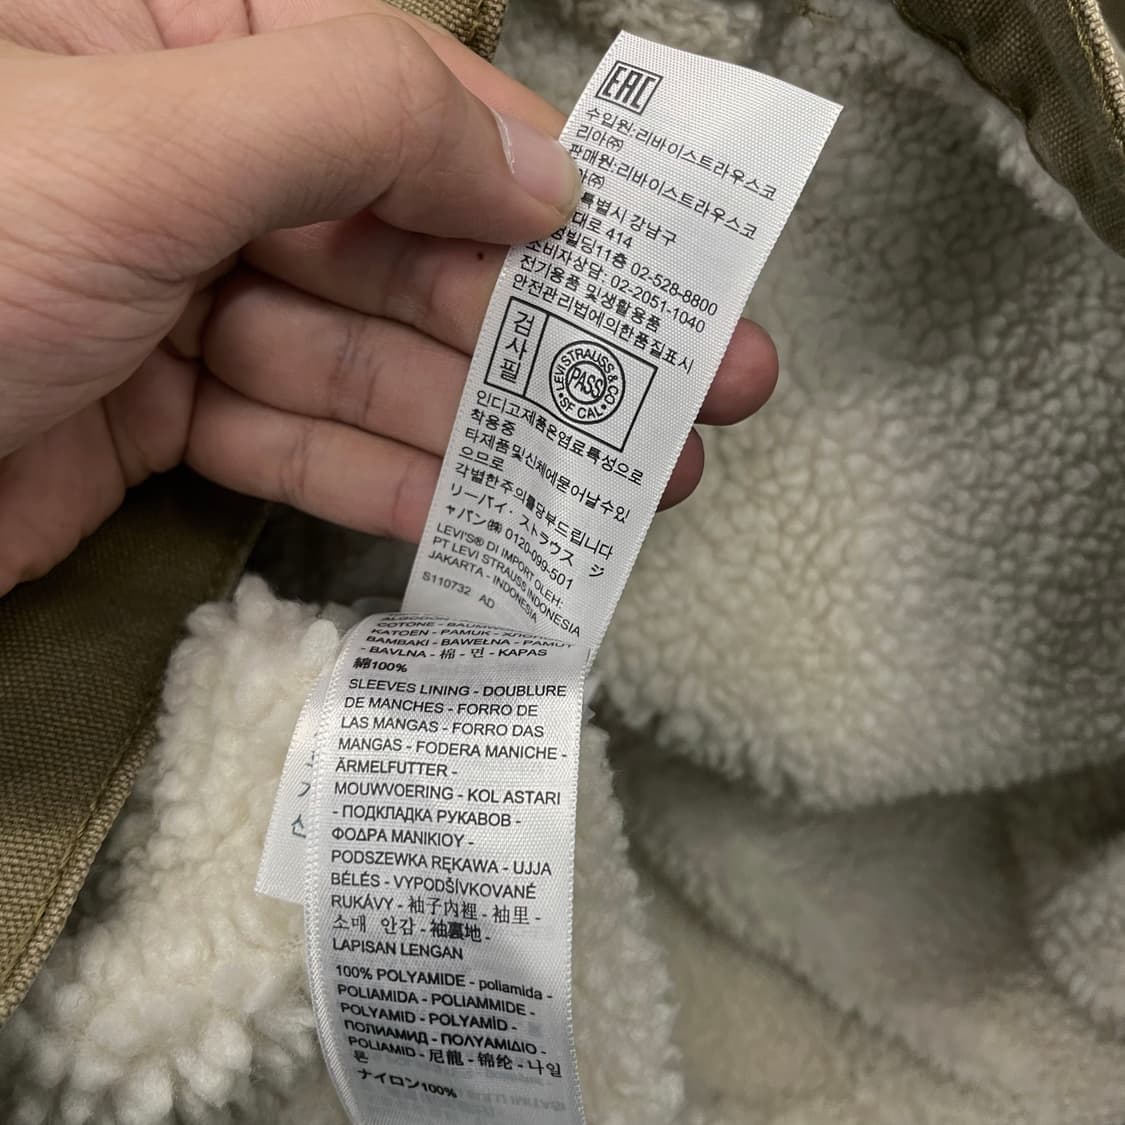 EAC
수입원:리바이스트라우스코
리아㈜
판매원:리바이스트라우스코
아㈜
특별시 강남구
대로 414
빌딩11층 02-528-8800
소비자상담: 02-2051-1040
전기용품 및생활용품
안전관리법에의한품질표시
검사필
LEVI STRAUSS & CO
PASS
SF CAL
인디고제품은염료특성으로
착용중
타제품및신체에묻어날수있
으므로
각별한주의를당부드립니다
リーバイ・ストラウス ジ
ャパン㈱ 0120-099-501
LEVI'S® DI IMPORT OLEH:
PT LEVI STRAUSS INDONESIA
JAKARTA - INDONESIA
S110732 AD
COTONE - BAUMW
KATOEN - PAMUK -
BAMBAKI - BAWEŁNA - PAMUT
- BAVLNA - 棉 - 면 - KAPAS
綿100%
SLEEVES LINING - DOUBLURE
DE MANCHES - FORRO DE
LAS MANGAS - FORRO DAS
MANGAS - FODERA MANICHE -
ÄRMELFUTTER -
MOUWVOERING - KOL ASTARI
- ПОДКЛАДКА РУКАВОВ -
ΦΟΔΡΑ ΜΑΝΙΚΙΟΥ -
PODSZEWKA RĘKAWA - UJJA
BÉLÉS - VYPODŠÍVKOVANÉ
RUKÁVY - 袖子內裡 - 袖里 -
소매 안감 - 袖裏地 -
LAPISAN LENGAN
100% POLYAMIDE - poliamida -
POLIAMIDA - POLIAMMIDE -
POLYAMID - POLYAMİD -
ПОЛИАМИД - ΠΟΛΥΑΜΙΔΙΟ -
POLIAMID - 尼龍 - 锦纶 - 나일
론
ナイロン100%